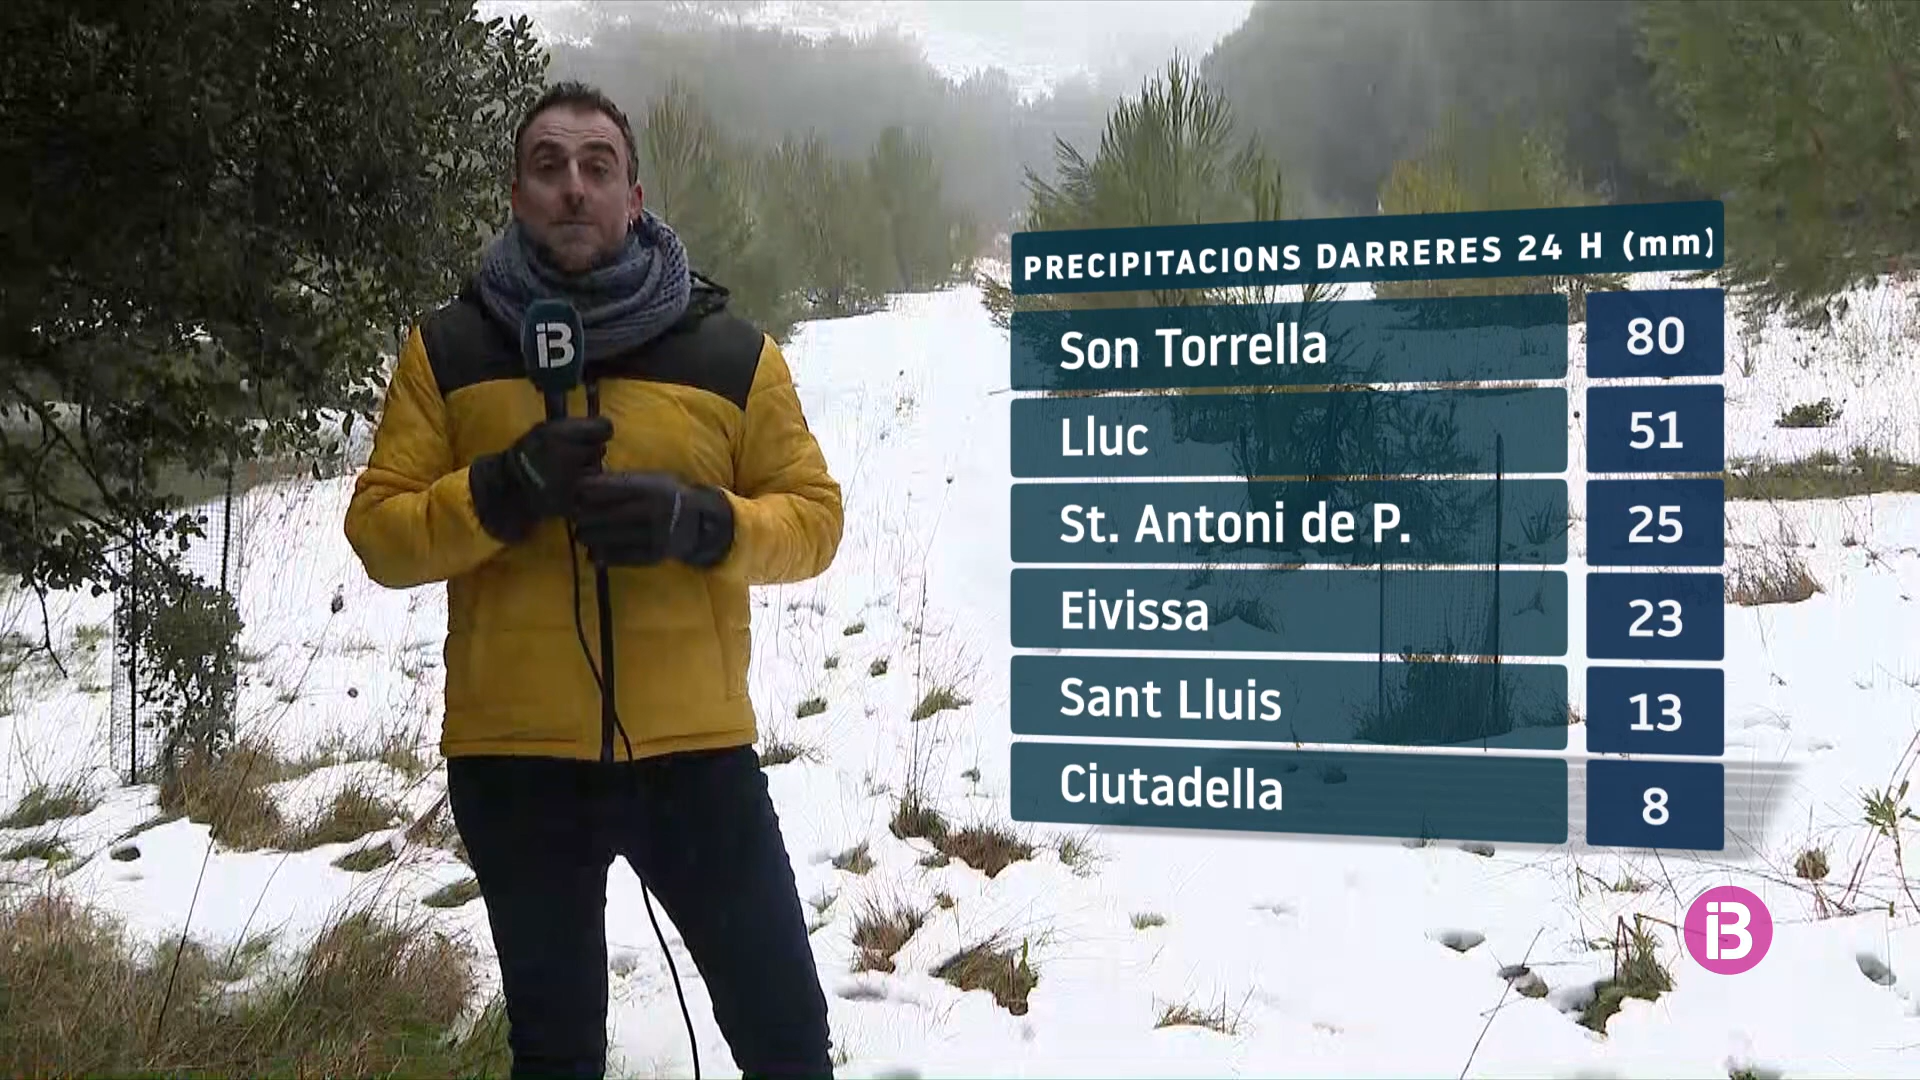 PRECIPITACIONS DARRERES 24 H (mm)
Son Torrella 80
Lluc 51
St. Antoni de P. 25
Eivissa 23
Sant Lluis 13
Ciutadella 8
iB
iB